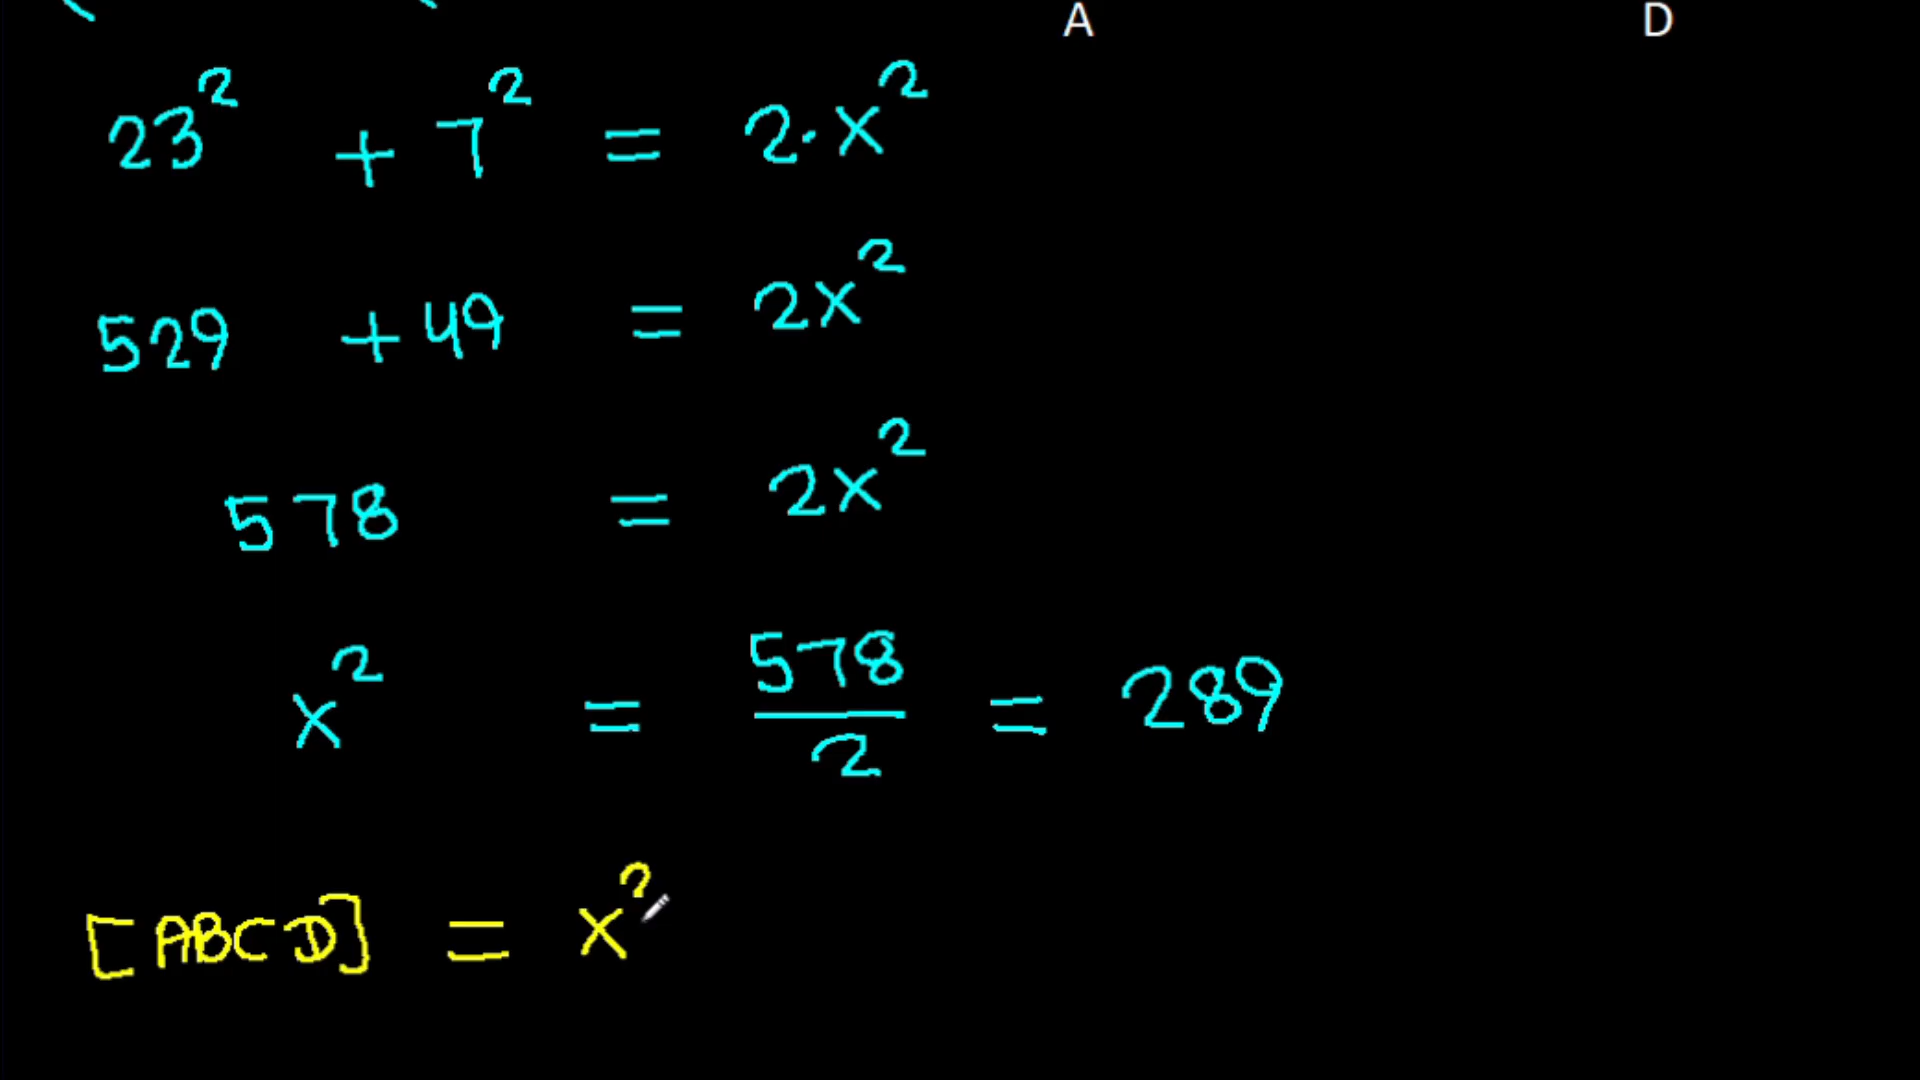 A D
23² + 7² = 2·x²
529 + 49 = 2x²
578 = 2x²
x² = 578/2 = 289
[ABCD] = x²